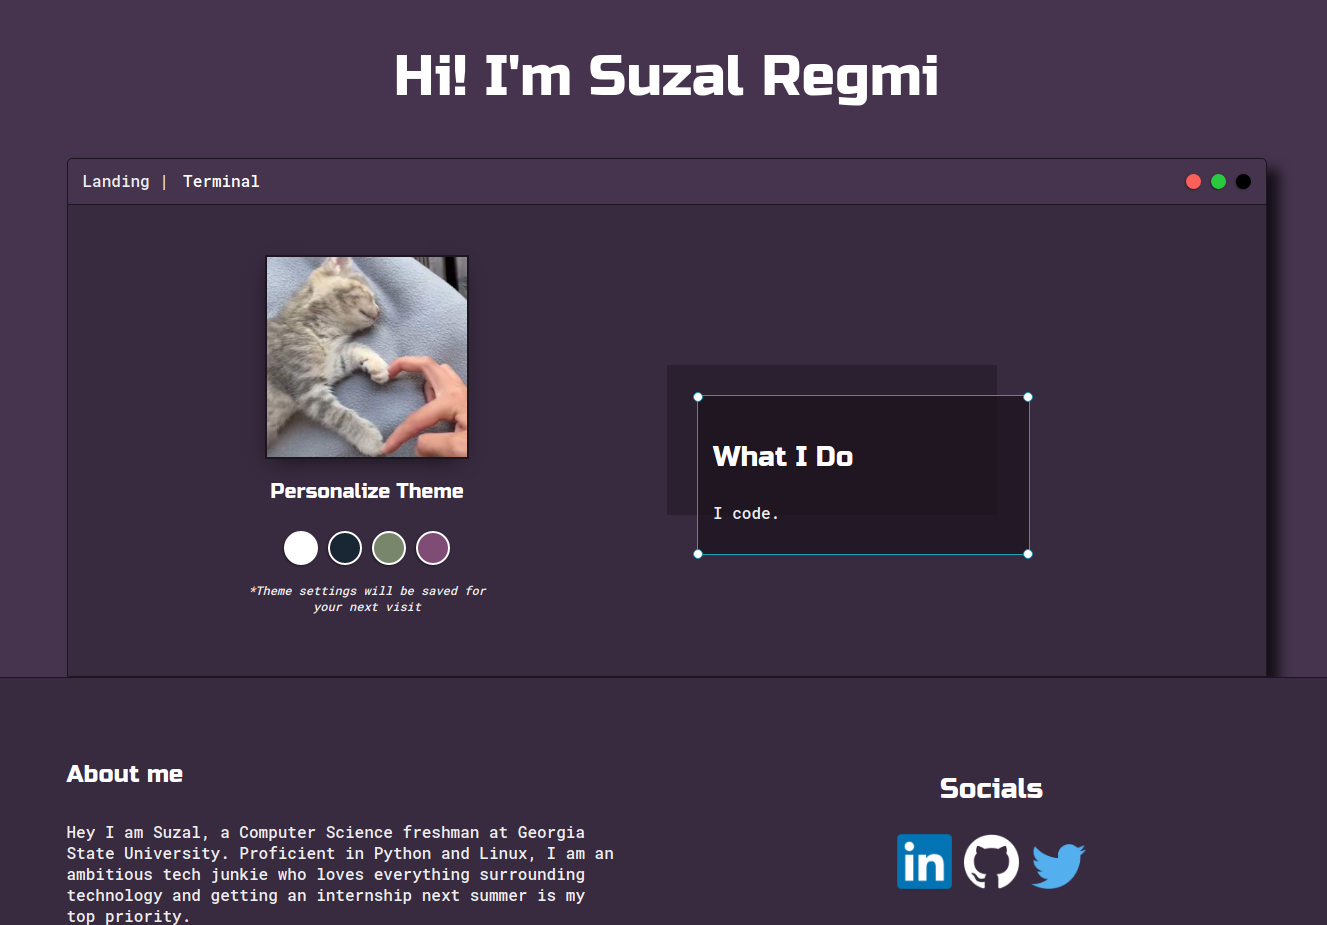 Hi! I'm Suzal Regmi
Landing | Terminal
Personalize Theme
*Theme settings will be saved for
your next visit
What I Do
I code.
About me
Hey I am Suzal, a Computer Science freshman at Georgia
State University. Proficient in Python and Linux, I am an
ambitious tech junkie who loves everything surrounding
technology and getting an internship next summer is my
top priority.
Socials
in